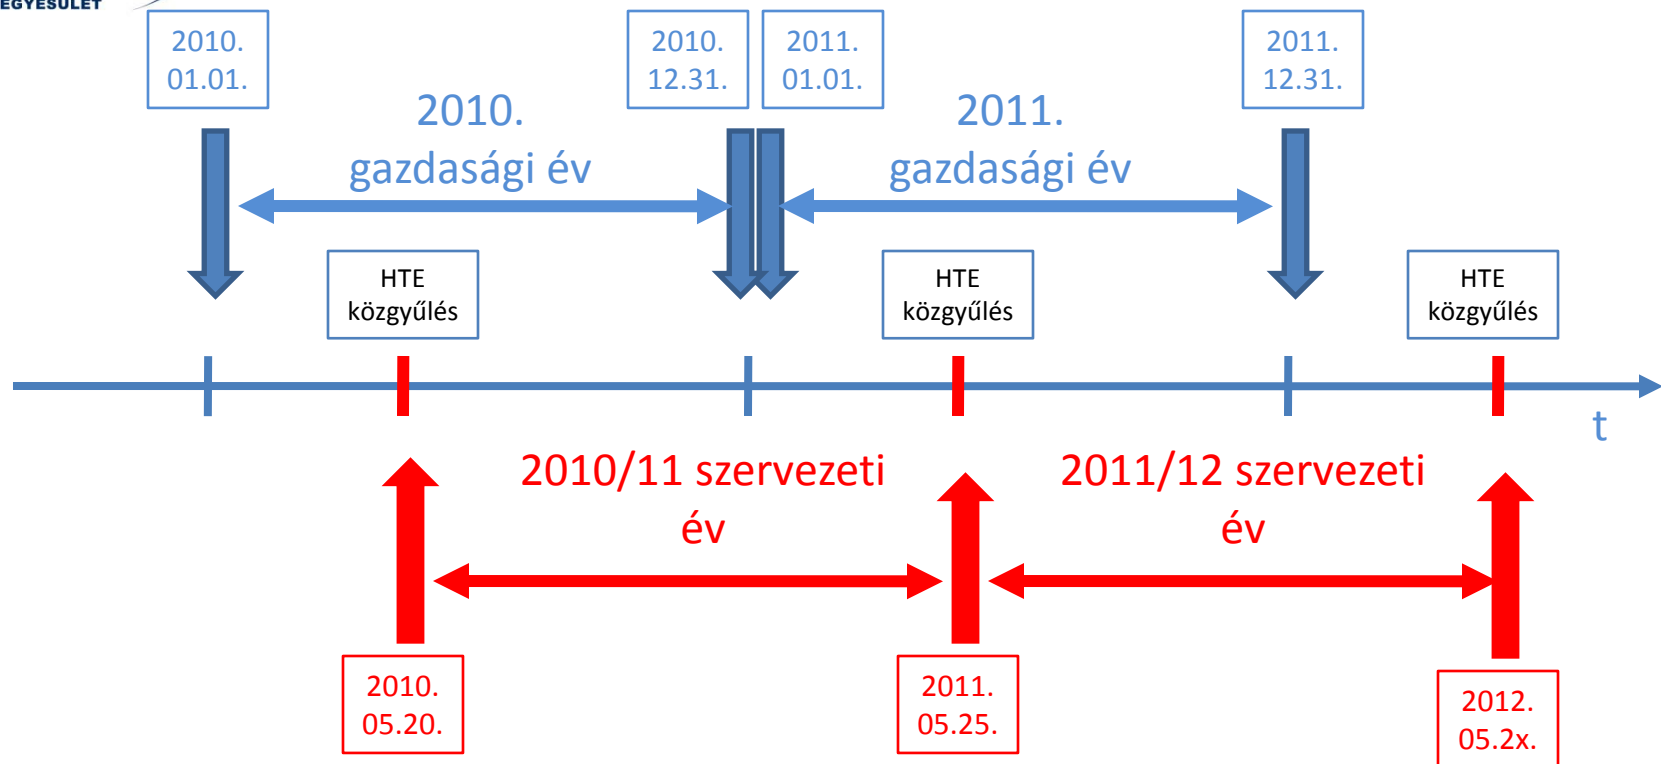 EGYESÜLET
2010.
01.01.
2010.
12.31.
2011.
01.01.
2011.
12.31.
2010.
gazdasági év
2011.
gazdasági év
HTE
közgyűlés
HTE
közgyűlés
HTE
közgyűlés
t
2010/11 szervezeti
év
2011/12 szervezeti
év
2010.
05.20.
2011.
05.25.
2012.
05.2x.